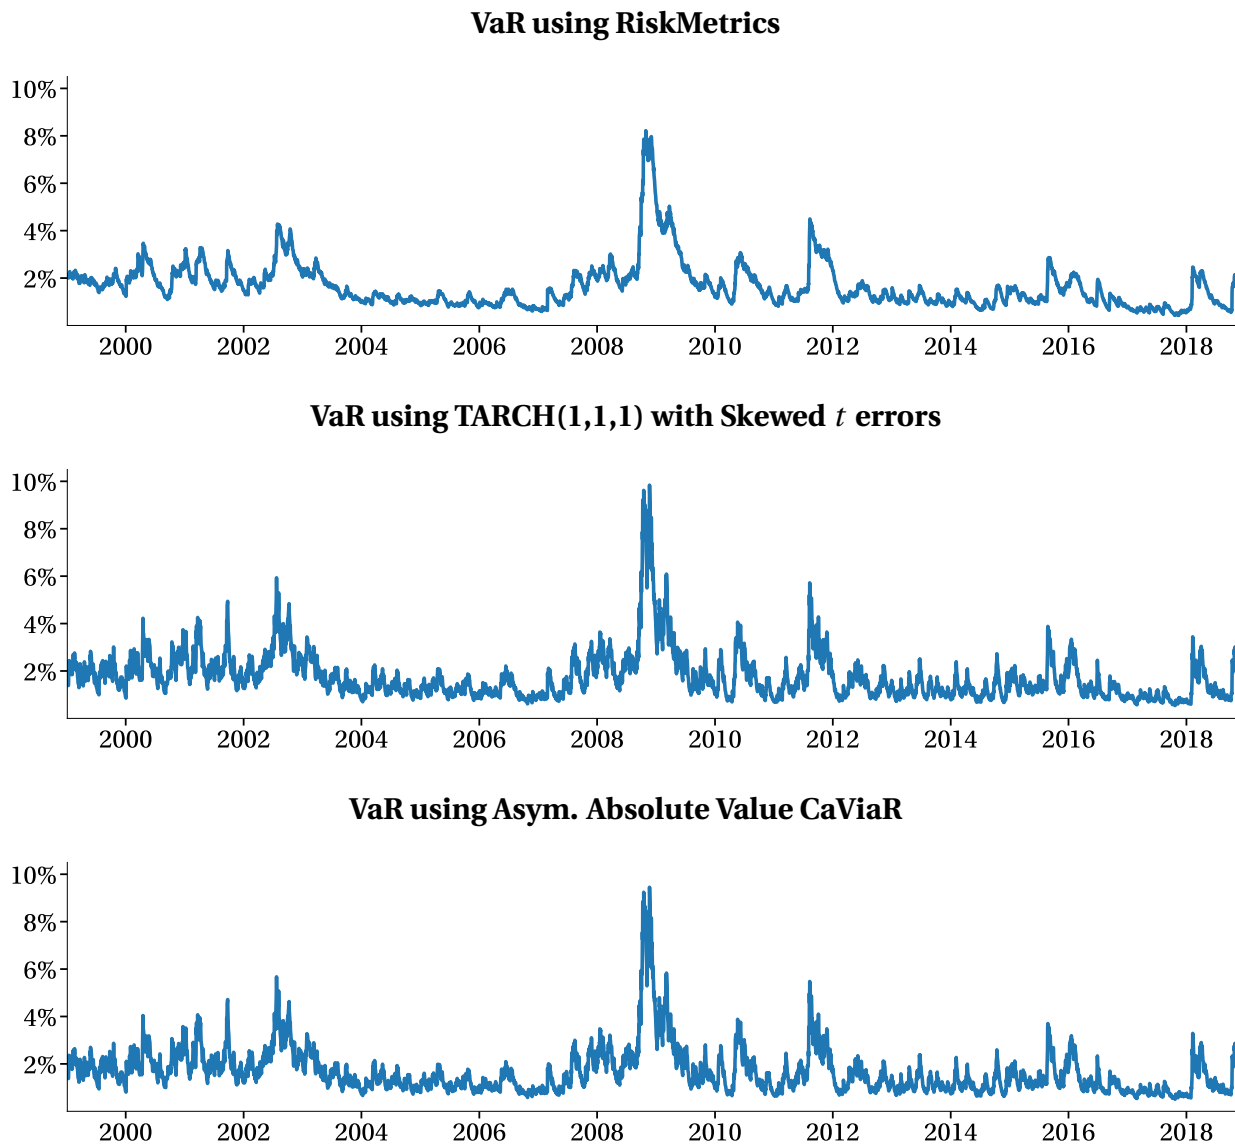 VaR using RiskMetrics
10%
8%
6%
4%
2%
2000 2002 2004 2006 2008 2010 2012 2014 2016 2018
VaR using TARCH(1,1,1) with Skewed t errors
10%
8%
6%
4%
2%
2000 2002 2004 2006 2008 2010 2012 2014 2016 2018
VaR using Asym. Absolute Value CaViaR
10%
8%
6%
4%
2%
2000 2002 2004 2006 2008 2010 2012 2014 2016 2018